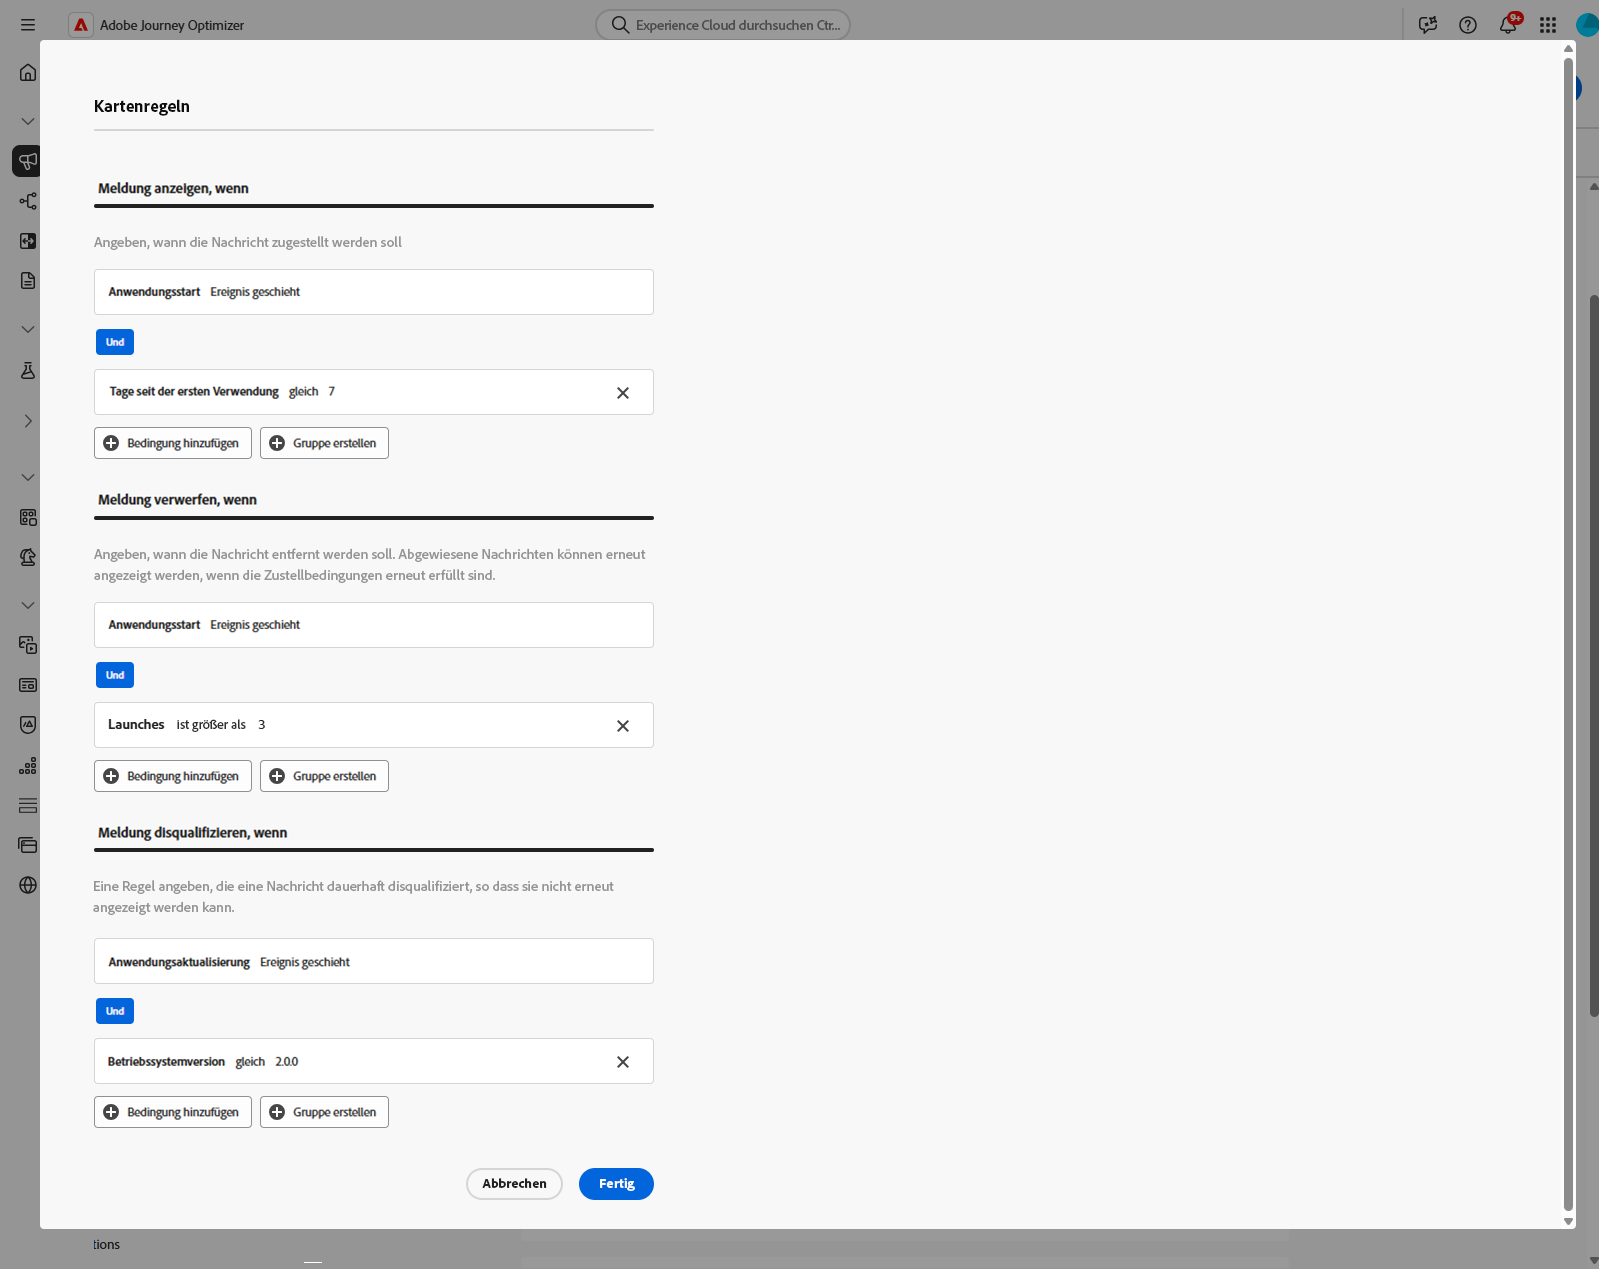 Adobe Journey Optimizer
Experience Cloud durchsuchen Ctr...
9+
Kartenregeln
Meldung anzeigen, wenn
Angeben, wann die Nachricht zugestellt werden soll
Anwendungsstart Ereignis geschieht
Und
Tage seit der ersten Verwendung gleich 7
Bedingung hinzufügen Gruppe erstellen
Meldung verwerfen, wenn
Angeben, wann die Nachricht entfernt werden soll. Abgewiesene Nachrichten können erneut
angezeigt werden, wenn die Zustellbedingungen erneut erfüllt sind.
Anwendungsstart Ereignis geschieht
Und
Launches ist größer als 3
Bedingung hinzufügen Gruppe erstellen
Meldung disqualifizieren, wenn
Eine Regel angeben, die eine Nachricht dauerhaft disqualifiziert, so dass sie nicht erneut
angezeigt werden kann.
Anwendungsaktualisierung Ereignis geschieht
Und
Betriebssystemversion gleich 2.0.0
Bedingung hinzufügen Gruppe erstellen
Abbrechen Fertig
tions